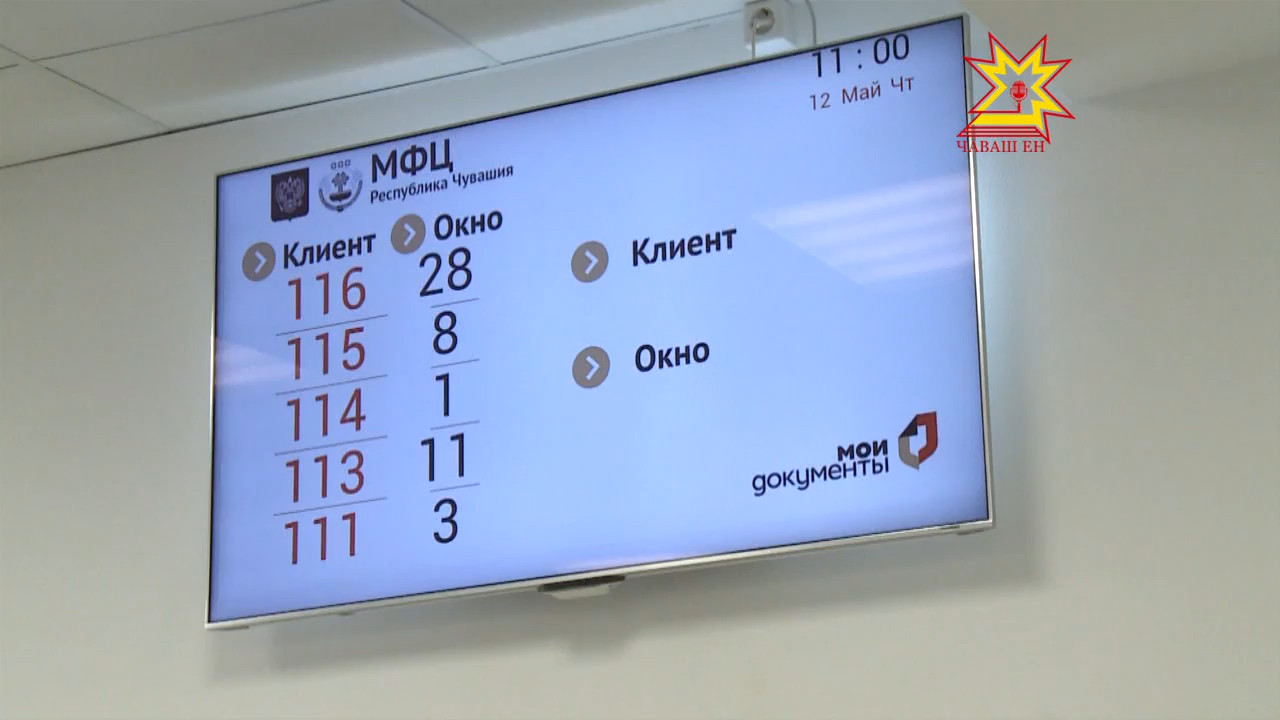 11 : 00
12 Май Чт
ЧĂВАШ ЕН
МФЦ
Республика Чувашия
Клиент Окно
116 28
115 8
114 1
113 11
111 3
Клиент
Окно
мои
документы